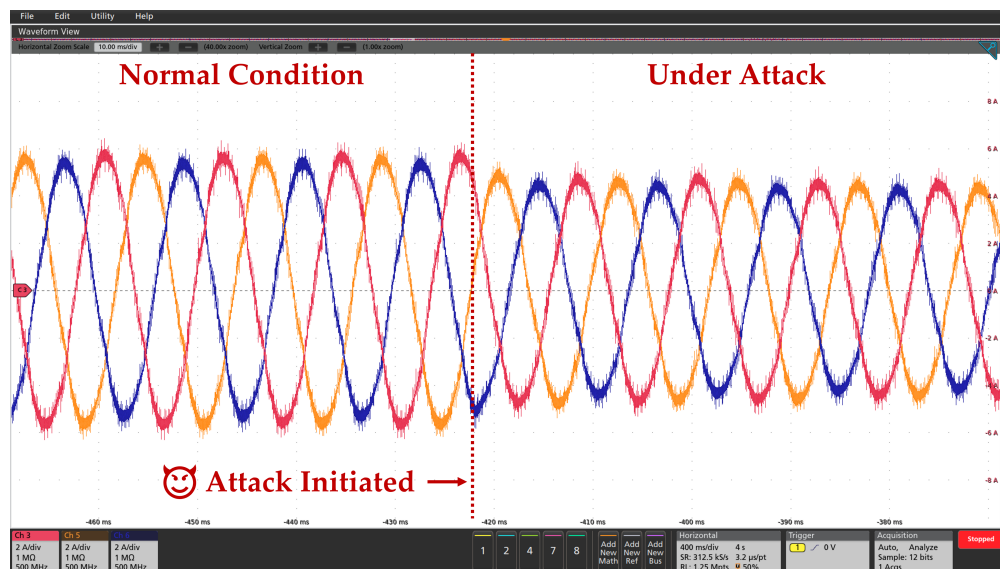 File Edit Utility Help
Waveform View
Horizontal Zoom Scale 10.00 ms/div + − (40.00x zoom) Vertical Zoom + − (1.00x zoom)
Normal Condition
Under Attack
8 A
6 A
4 A
2 A
C 3
0 A
-2 A
-4 A
-6 A
-8 A
Attack Initiated
-460 ms -450 ms -440 ms -430 ms -420 ms -410 ms -400 ms -390 ms -380 ms
Ch 3
2 A/div
1 MΩ
500 MHz
Ch 5
2 A/div
1 MΩ
500 MHz
2 A/div
1 MΩ
500 MHz
1 2 4 7 8
Add New Math
Add New Ref
Add New Bus
Horizontal
400 ms/div 4 s
SR: 312.5 kS/s 3.2 µs/pt
RL: 1.25 Mpts 50%
Trigger
1 0 V
Acquisition
Auto, Analyze
Sample: 12 bits
1 Acqs
Stopped